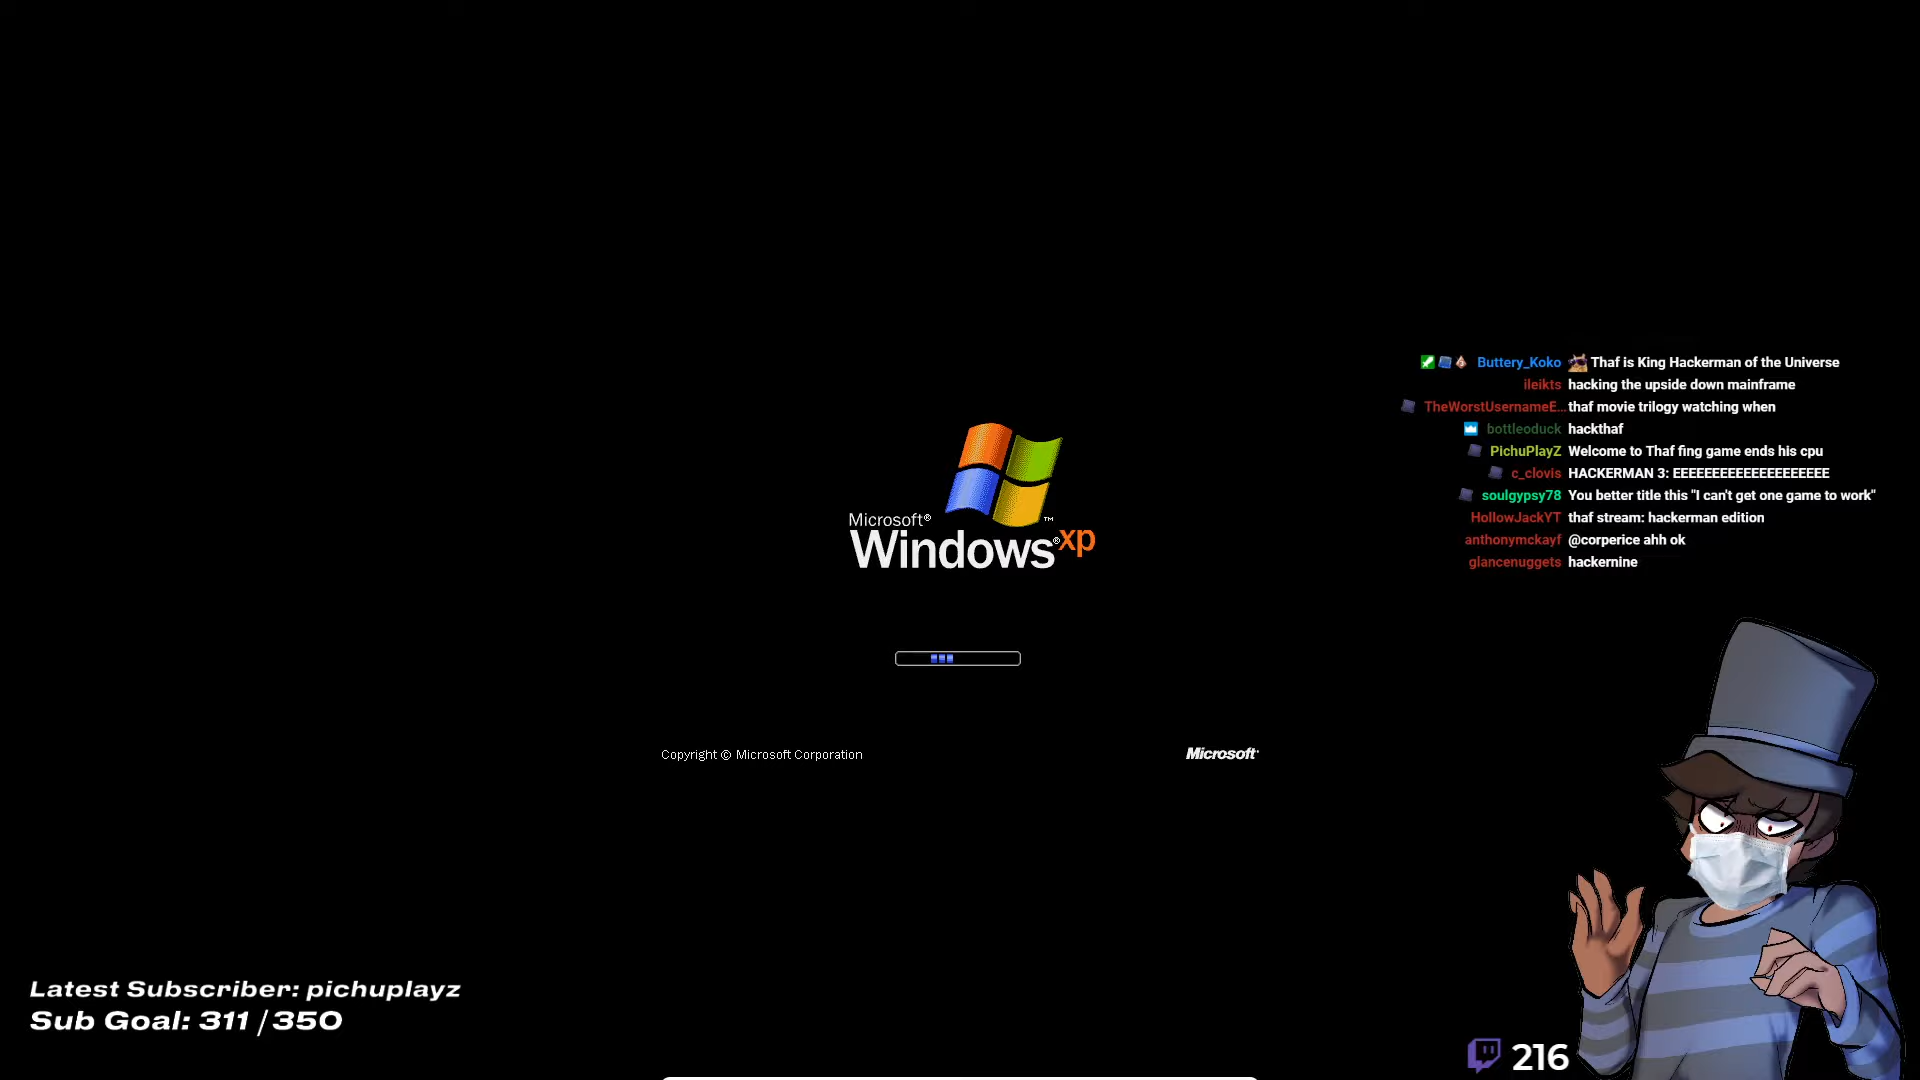 Buttery_Koko Thaf is King Hackerman of the Universe
ileikts hacking the upside down mainframe
TheWorstUsernameE... thaf movie trilogy watching when
bottleoduck hackthaf
PichuPlayZ Welcome to Thaf fing game ends his cpu
c_clovis HACKERMAN 3: EEEEEEEEEEEEEEEEEEEE
soulgypsy78 You better title this "I can't get one game to work"
HollowJackYT thaf stream: hackerman edition
anthonymckayf @corperice ahh ok
glancenuggets hackernine
Microsoft®
Windows® xp ™
Copyright © Microsoft Corporation
Microsoft
Latest Subscriber: pichuplayz
Sub Goal: 311 /350
216